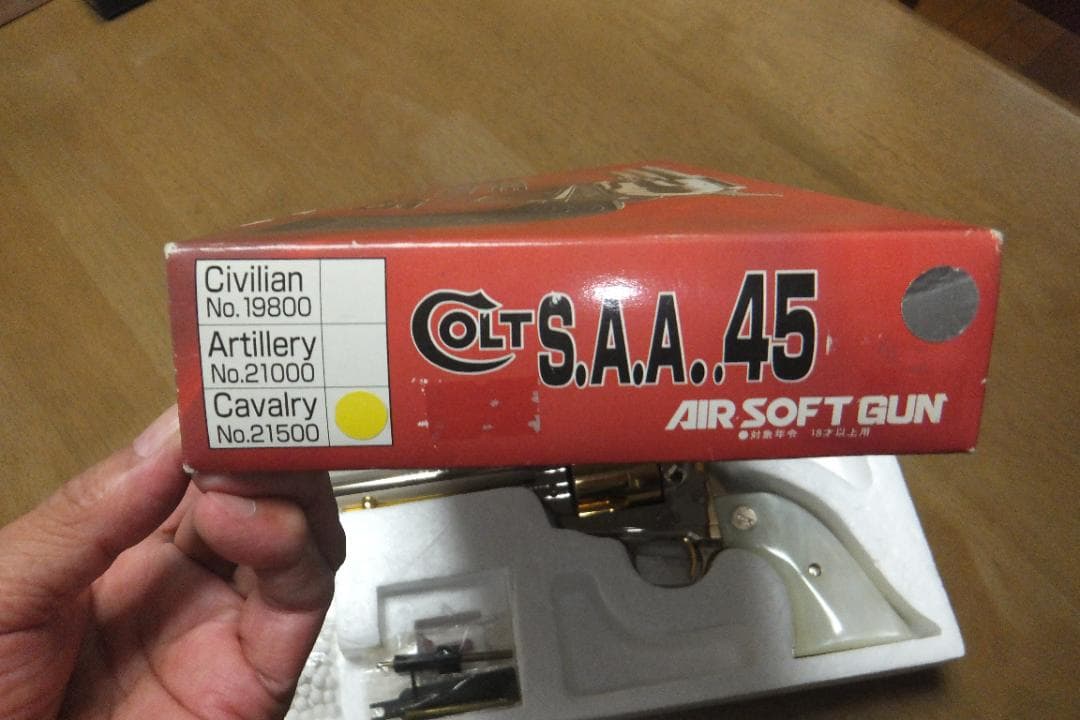 Civilian
No.19800
Artillery
No.21000
Cavalry
No.21500
COLT S.A.A..45
AIR SOFT GUN
●対象年令 18才以上用